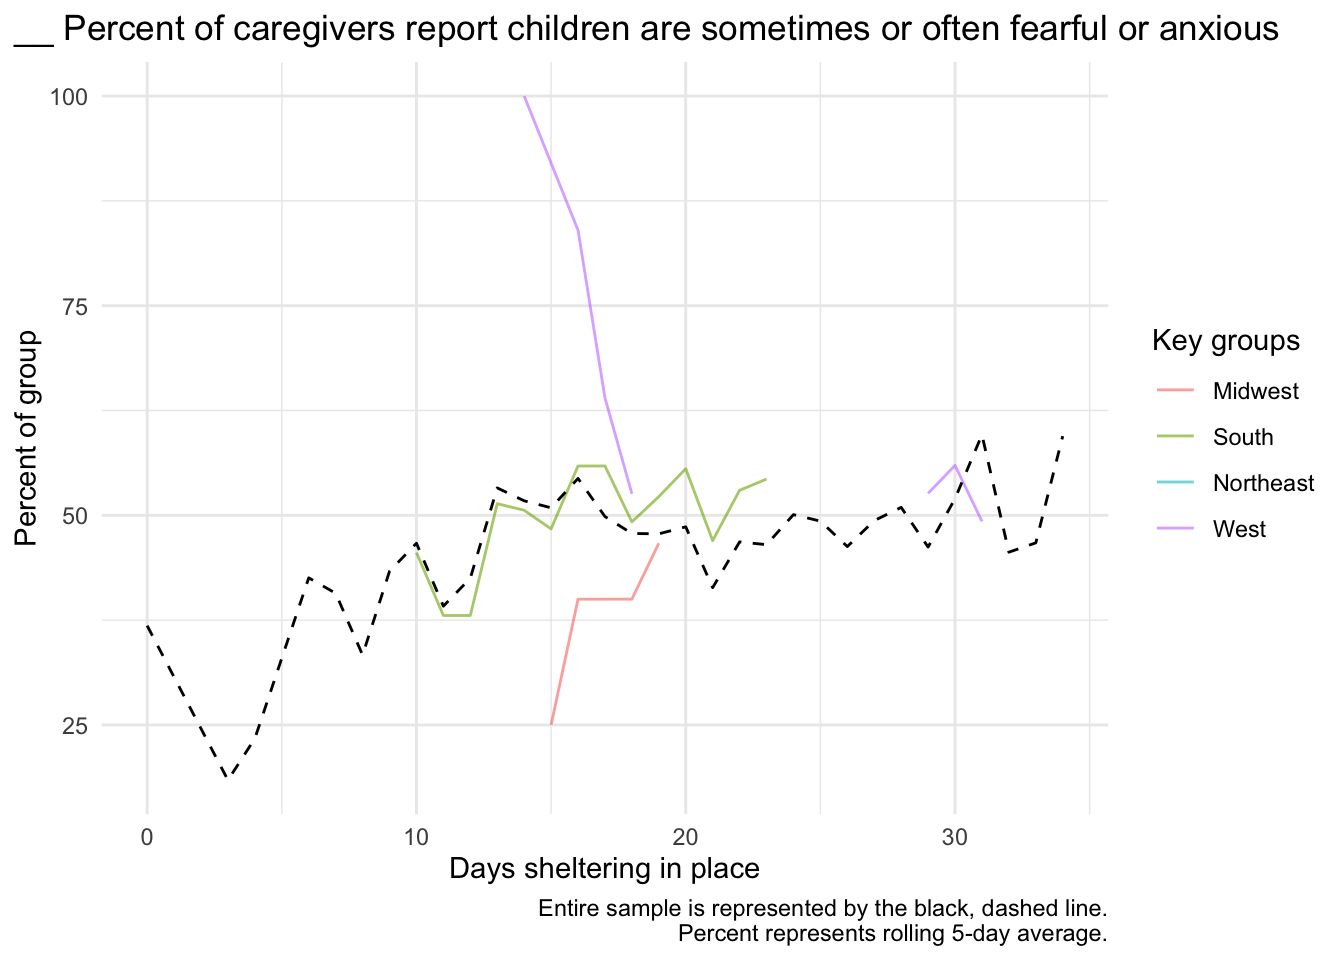 __ Percent of caregivers report children are sometimes or often fearful or anxious
100
75
50
25
Percent of group
0
10
20
30
Days sheltering in place
Key groups
Midwest
South
Northeast
West
Entire sample is represented by the black, dashed line.
Percent represents rolling 5-day average.